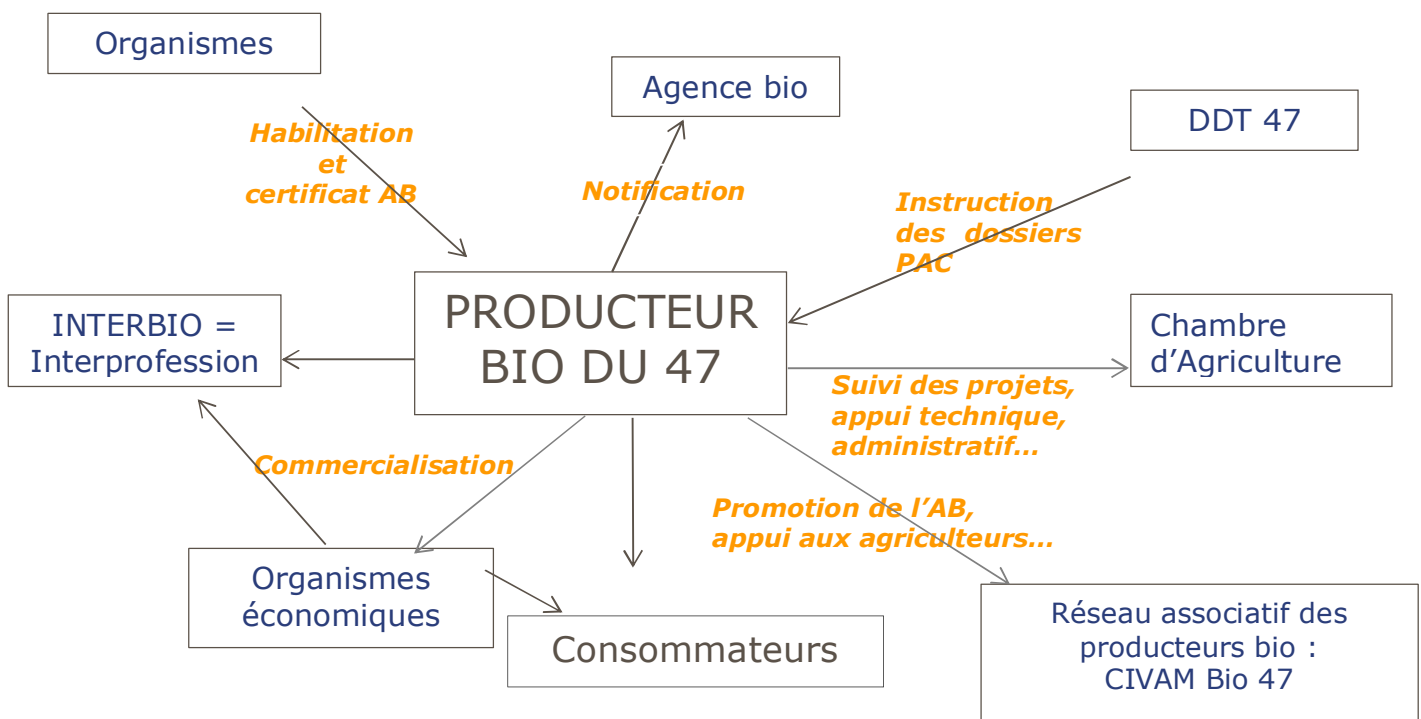 Organismes
Agence bio
DDT 47
Habilitation
et
certificat AB
Notification
Instruction
des dossiers
PAC
PRODUCTEUR
BIO DU 47
INTERBIO =
Interprofession
Chambre
d’Agriculture
Suivi des projets,
appui technique,
administratif…
Commercialisation
Promotion de l’AB,
appui aux agriculteurs…
Organismes
économiques
Consommateurs
Réseau associatif des
producteurs bio :
CIVAM Bio 47